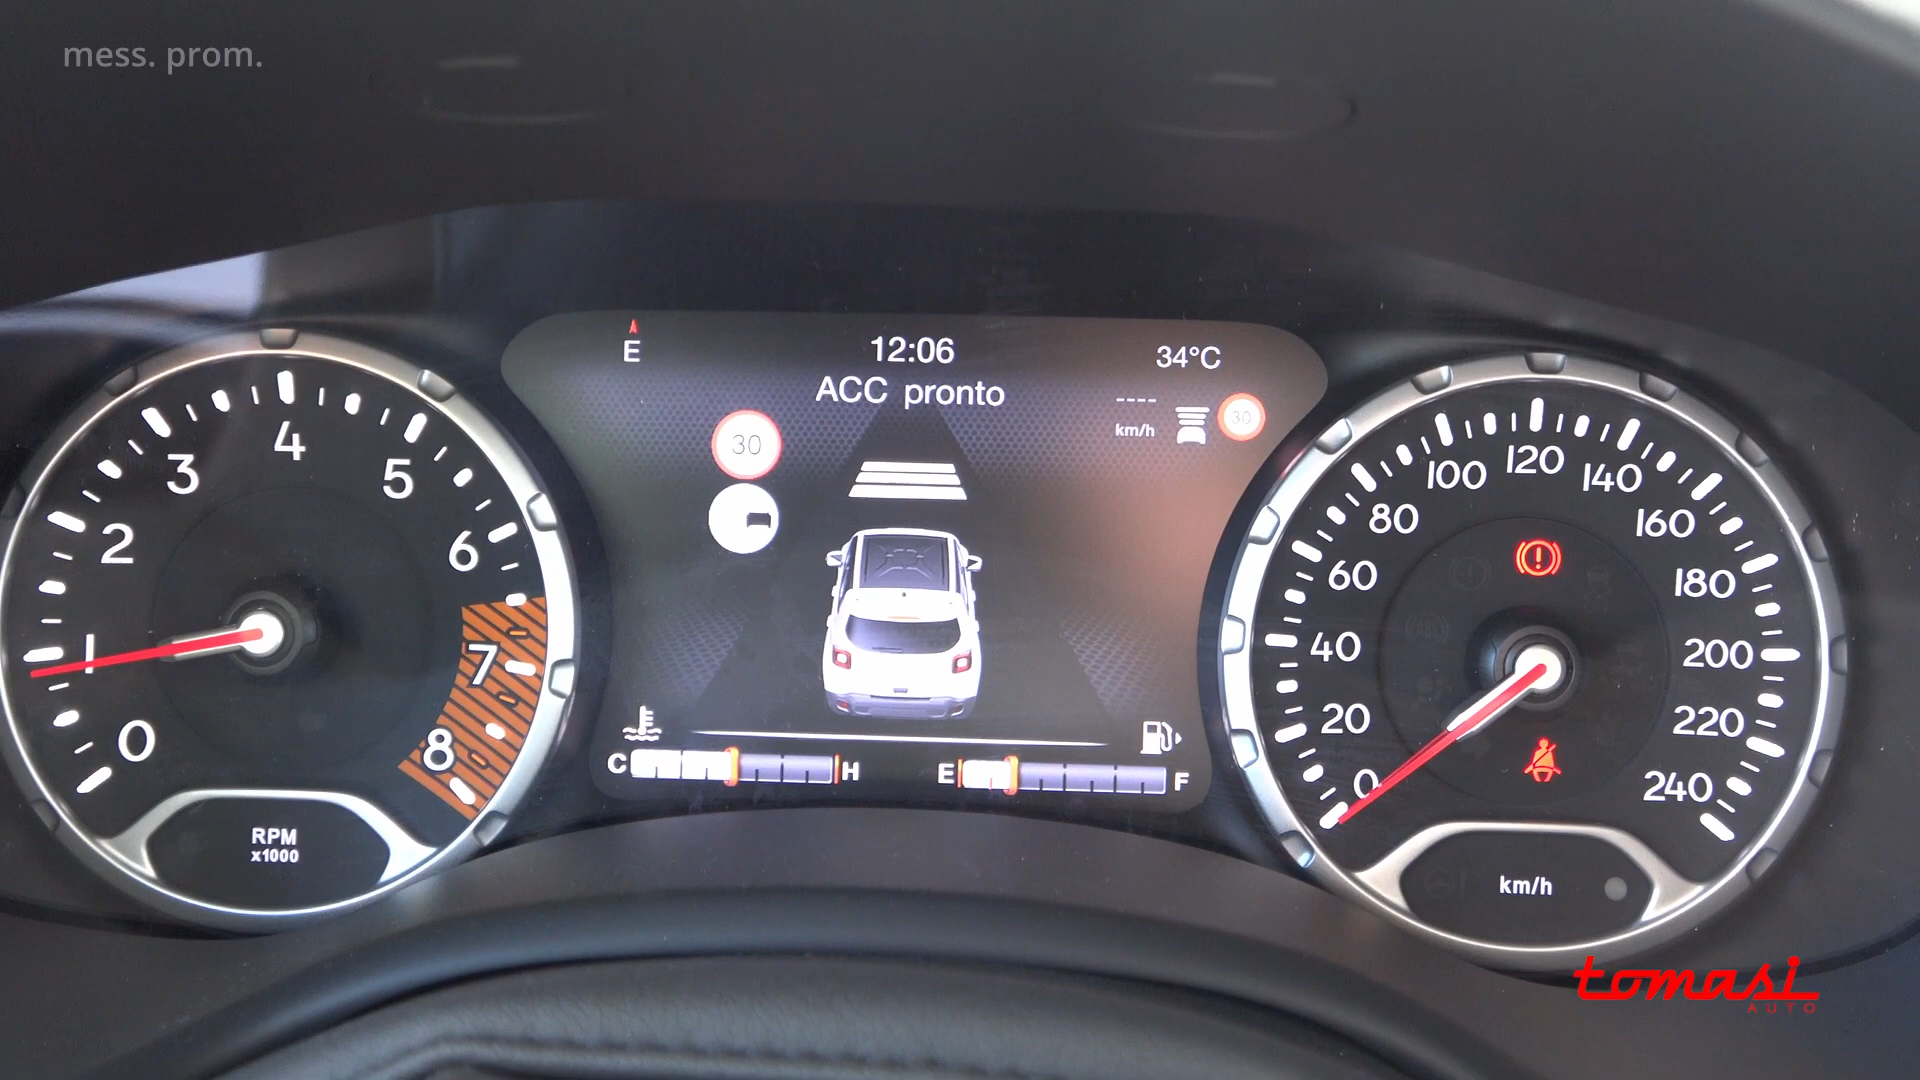 mess. prom.
E
12:06
34°C
ACC pronto
----
km/h
30
30
C
H
E
F
0
1
2
3
4
5
6
7
8
RPM
x1000
0
20
40
60
80
100
120
140
160
180
200
220
240
km/h
tomasi
AUTO